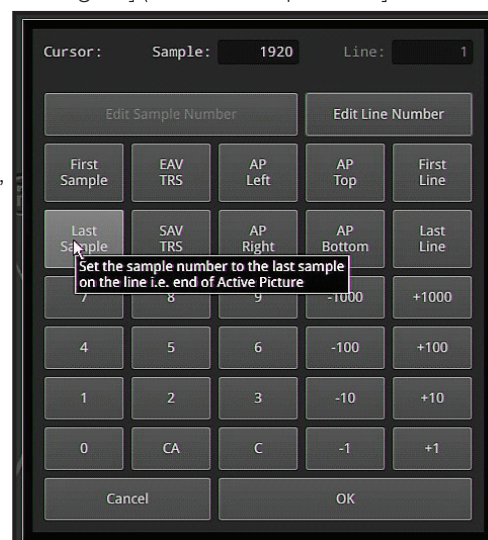 Cursor: Sample: 1920 Line: 1
Edit Sample Number Edit Line Number
First Sample EAV TRS AP Left AP Top First Line
Last Sample SAV TRS AP Right AP Bottom Last Line
Set the sample number to the last sample
on the line i.e. end of Active Picture
7 8 9 -1000 +1000
4 5 6 -100 +100
1 2 3 -10 +10
0 CA C -1 +1
Cancel OK